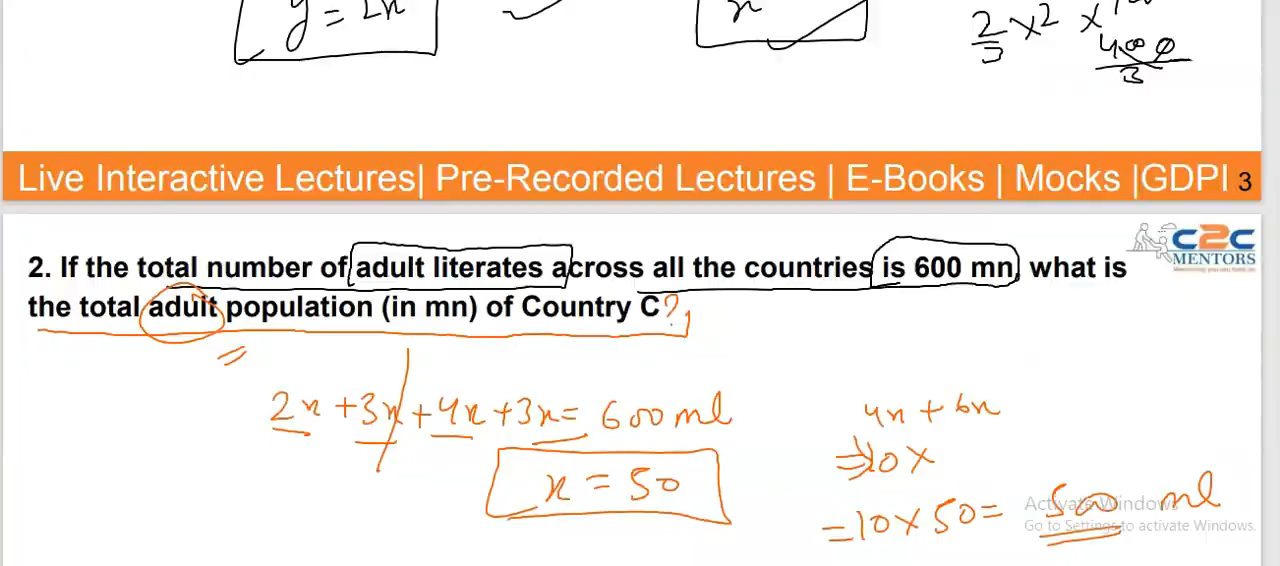 y = 2x
x
2/3 x 2 x
400 0
3
Live Interactive Lectures| Pre-Recorded Lectures | E-Books | Mocks |GDPI 3
c2c
MENTORS
2. If the total number of adult literates across all the countries is 600 mn, what is
the total adult population (in mn) of Country C?
=
2x + 3x + 4x + 3x = 600 ml
x = 50
4x + 6x
=> 10x
= 10 x 50 = 500 ml
Activate Windows
Go to Settings to activate Windows.